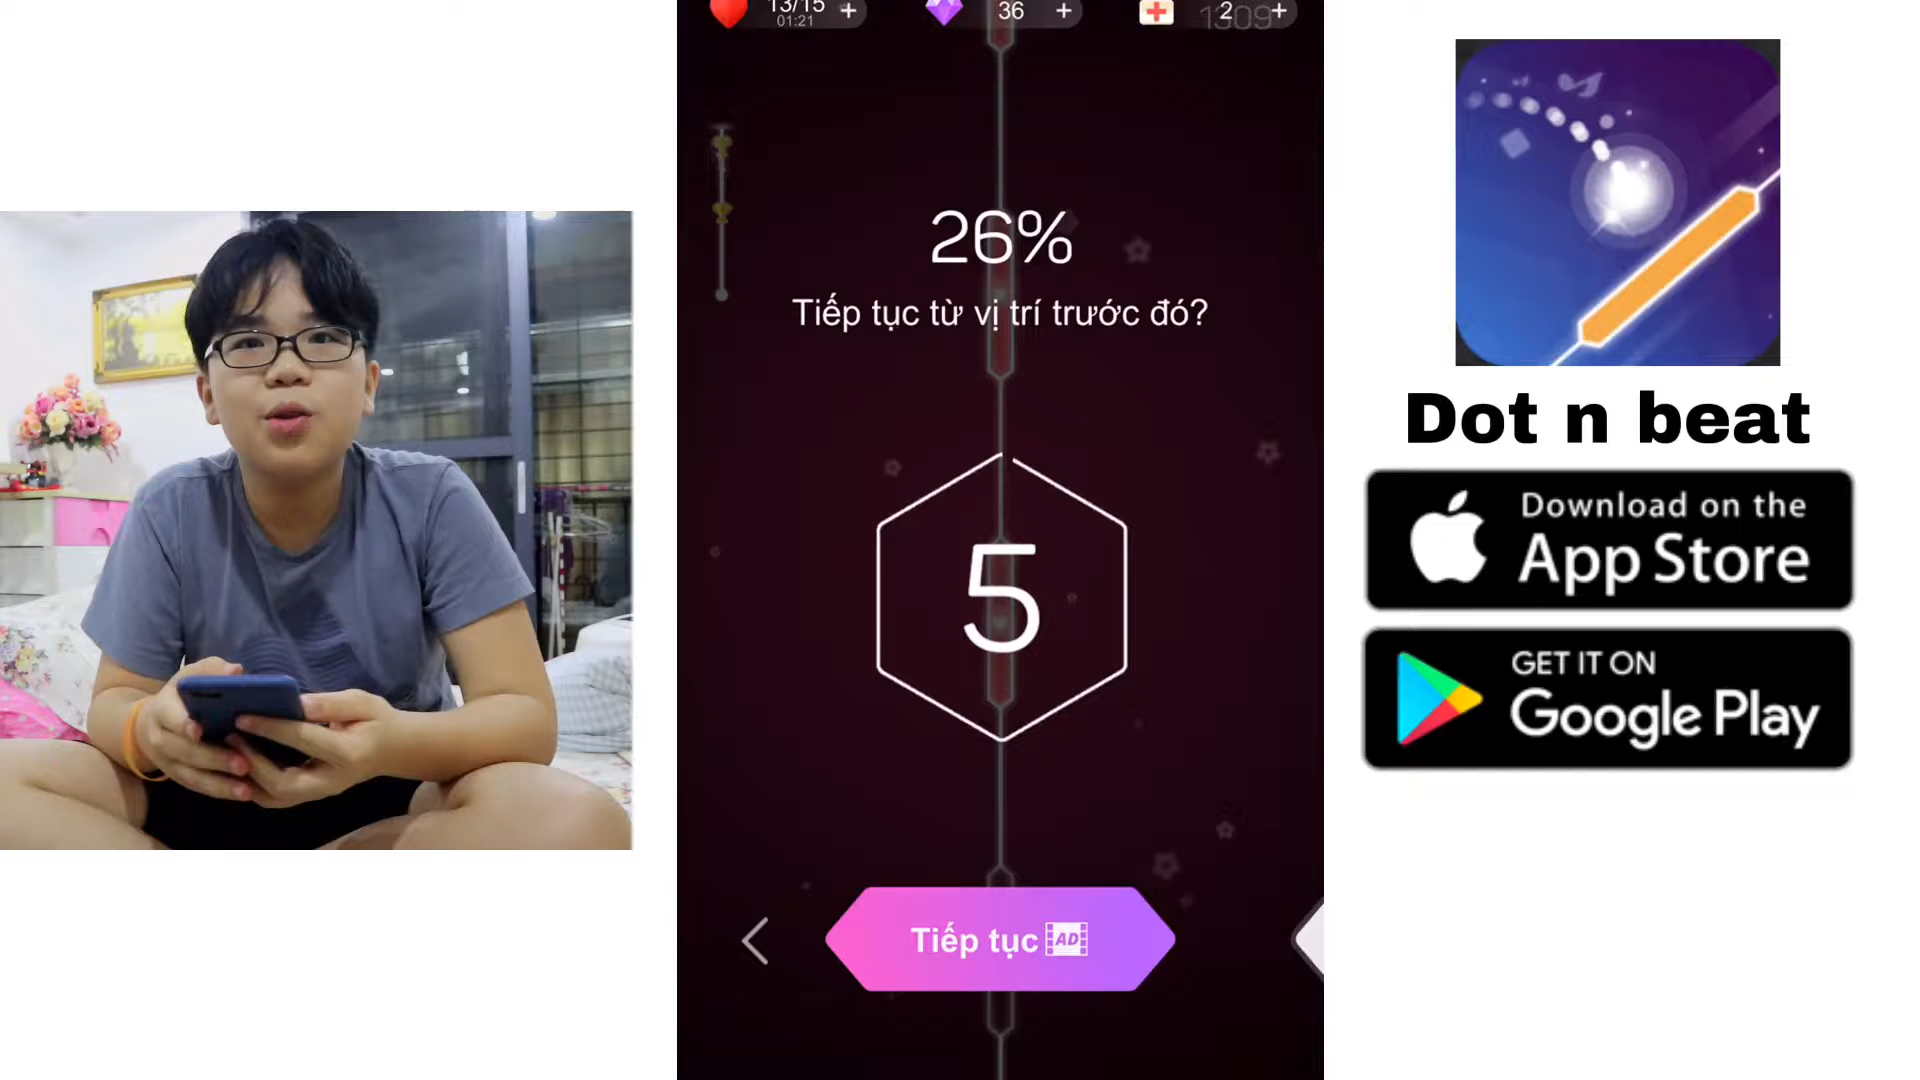 13/15
01:21
+
36
+
2
+
1309
26%
Tiếp tục từ vị trí trước đó?
5
Tiếp tục AD
Dot n beat
Download on the
App Store
GET IT ON
Google Play